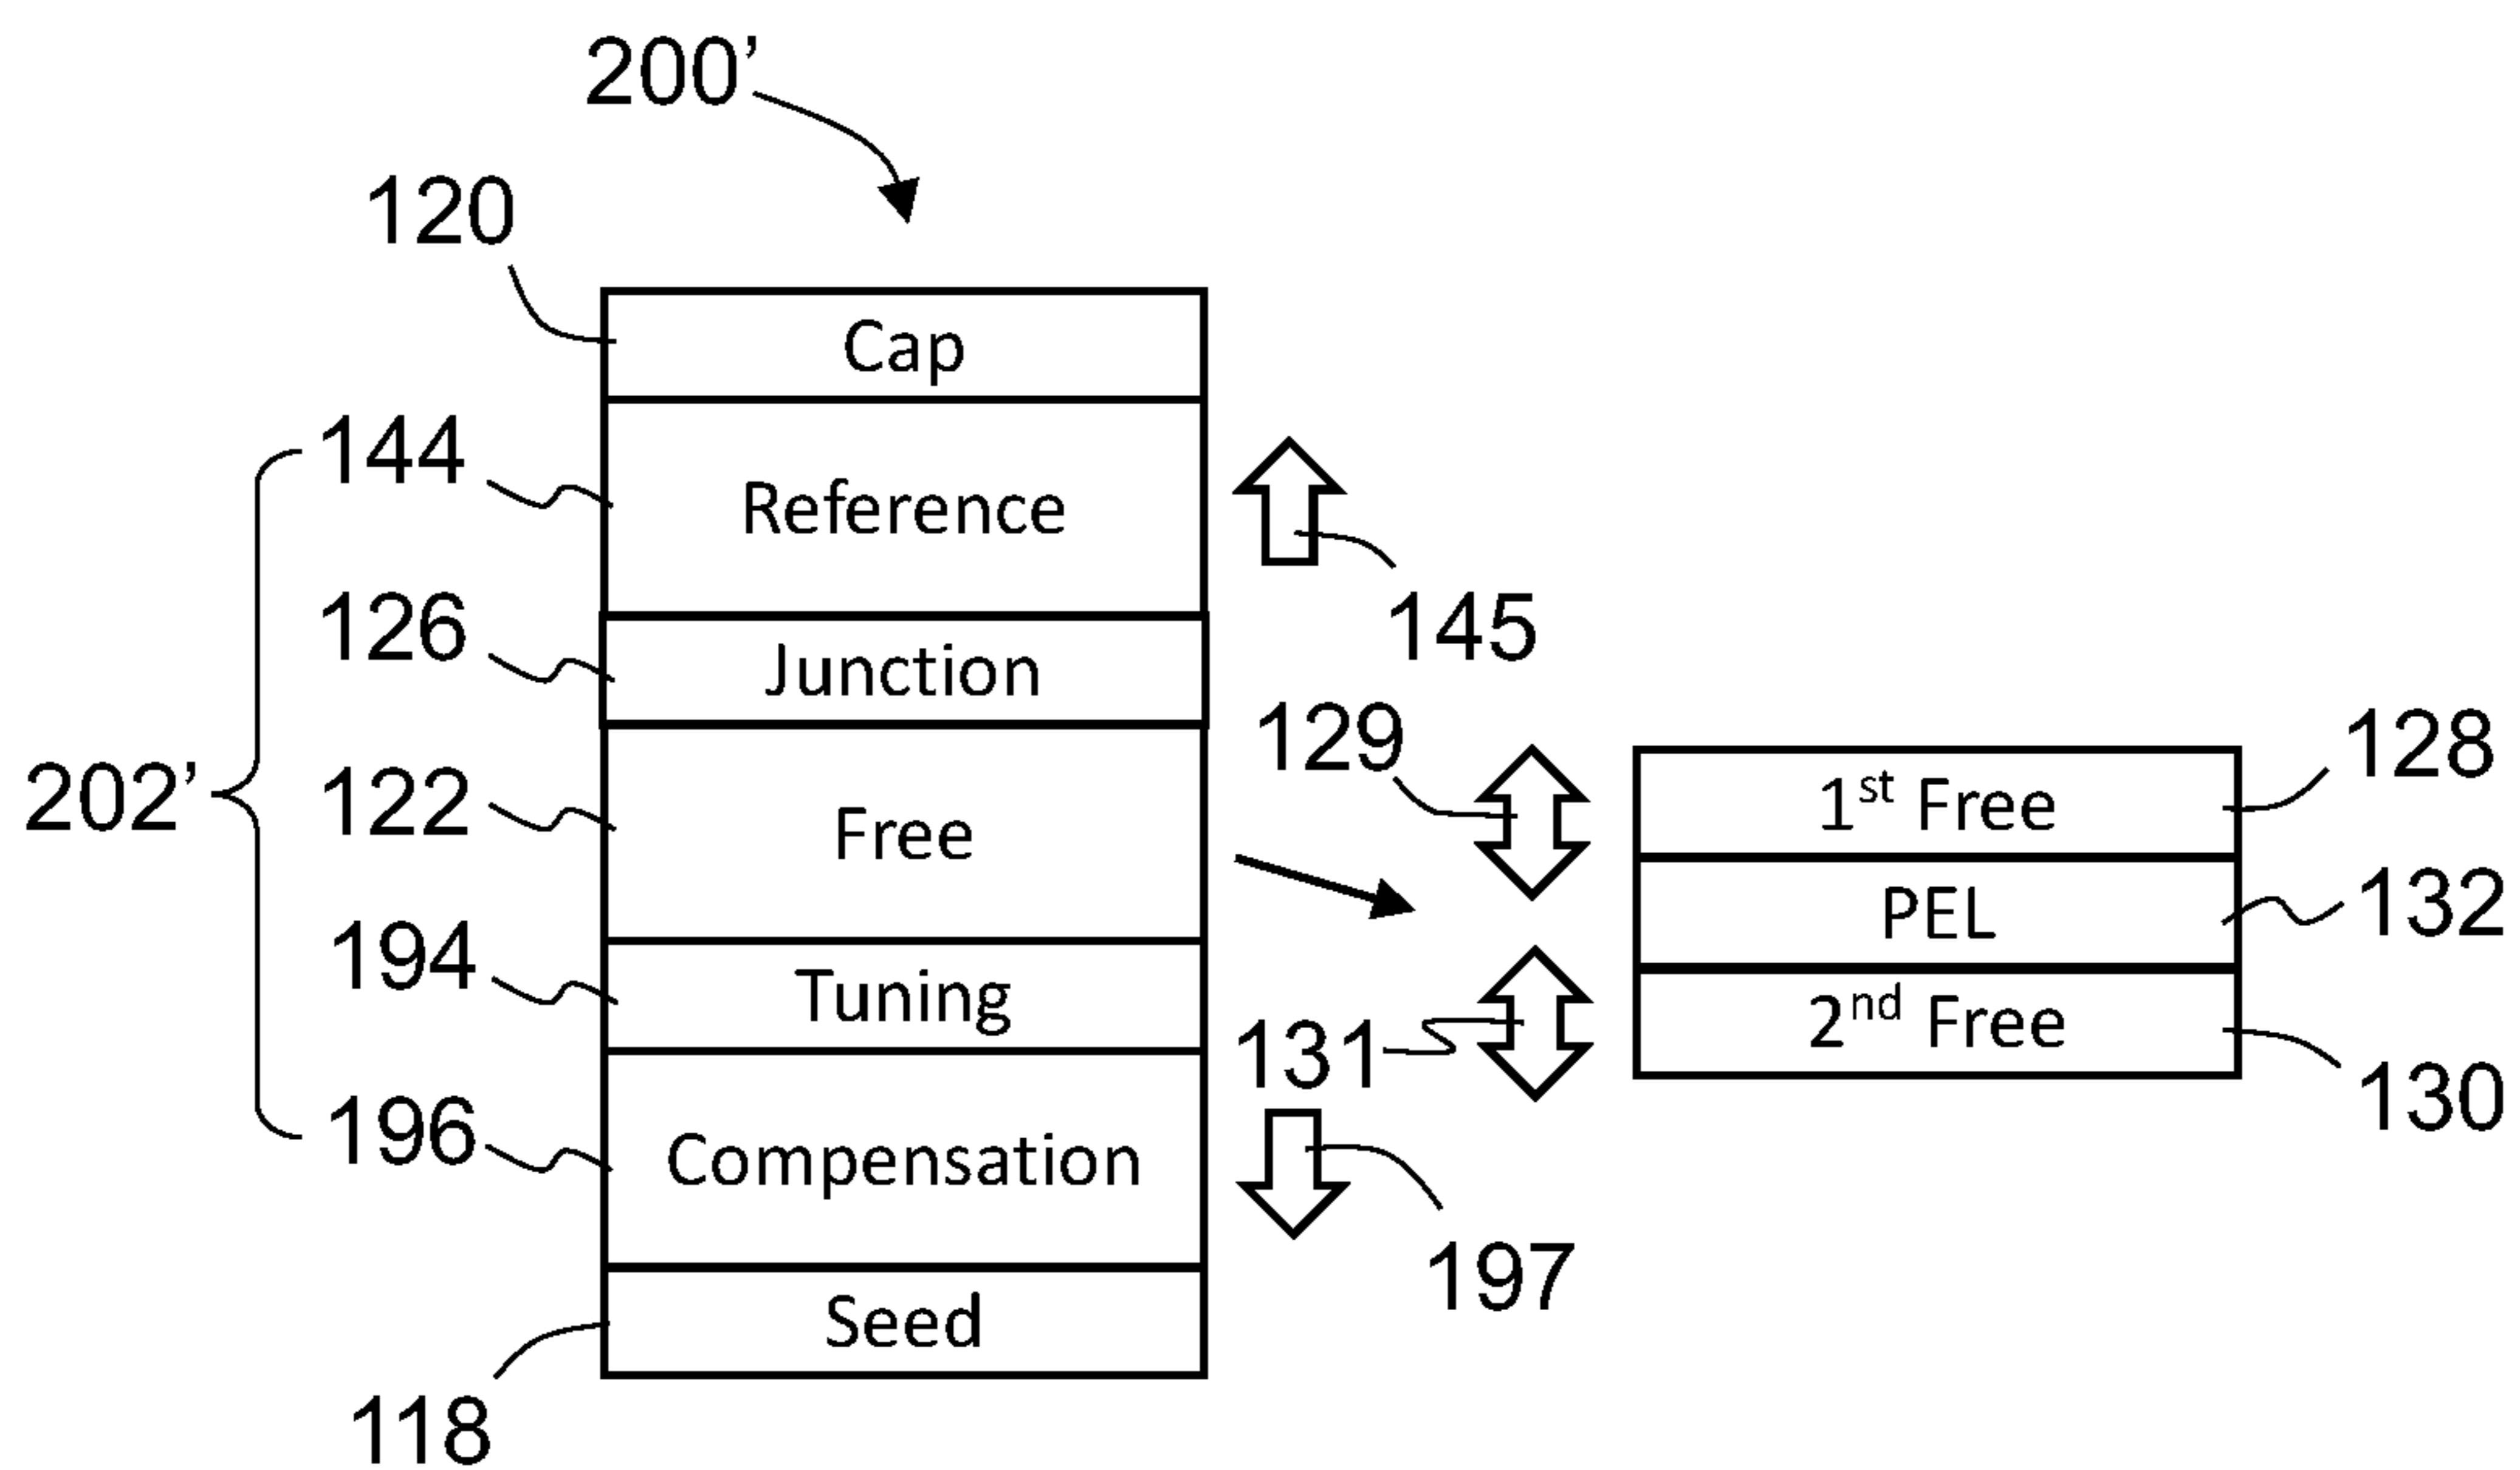 200’
120
Cap
144
Reference
145
126
Junction
129
128
1st Free
202’
122
Free
132
PEL
194
Tuning
131
2nd Free
130
196
Compensation
197
Seed
118